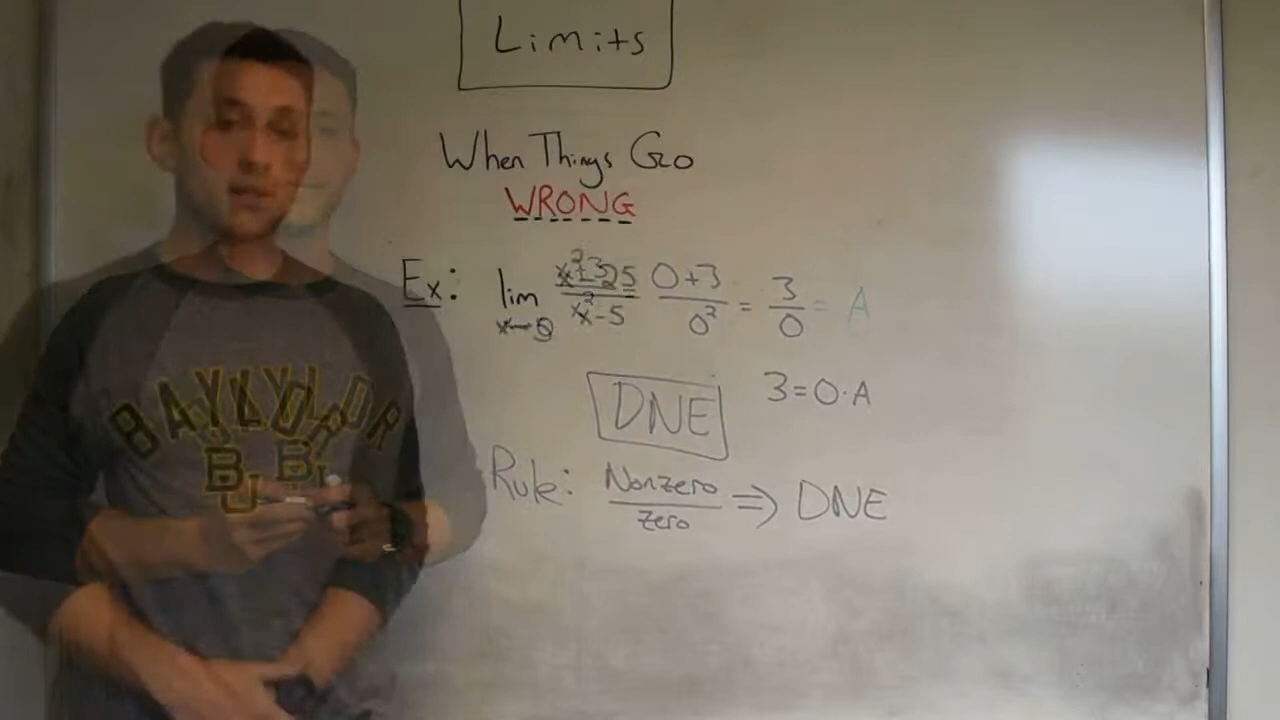 Limits
When Things Go
WRONG
Ex: lim 0+3 / 0² = 3/0 = A
DNE 3=0·A
Rule: Nonzero/zero ⇒ DNE
BAYLOR
BU